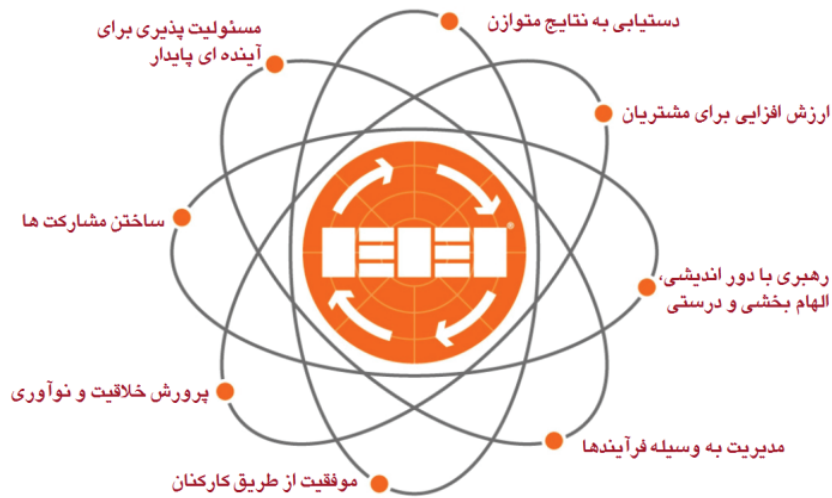 دستیابی به نتایج متوازن
ارزش افزایی برای مشتریان
رهبری با دور اندیشی،
الهام بخشی و درستی
مدیریت به وسیله فرآیندها
موفقیت از طریق کارکنان
پرورش خلاقیت و نوآوری
ساختن مشارکت ها
مسئولیت پذیری برای
آینده ای پایدار
®